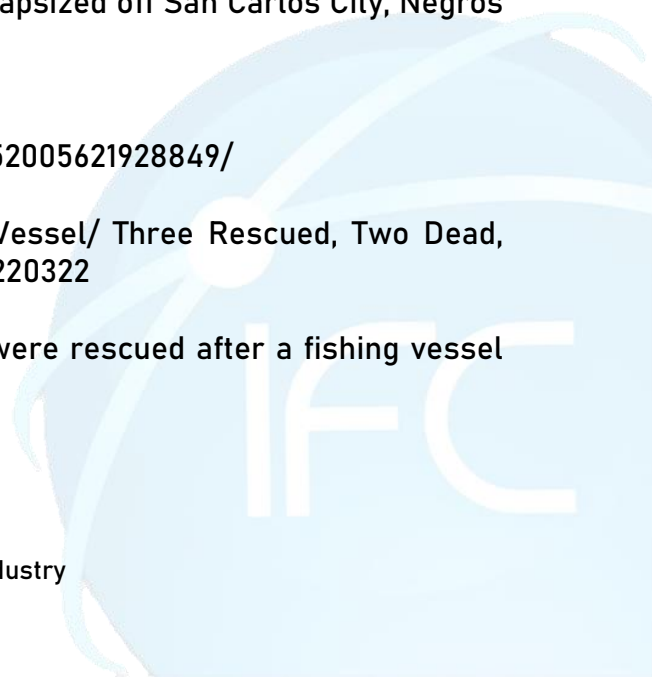 apsized off San Carlos City, Negros
52005621928849/
Vessel/ Three Rescued, Two Dead,
220322
were rescued after a fishing vessel
IFC
dustry